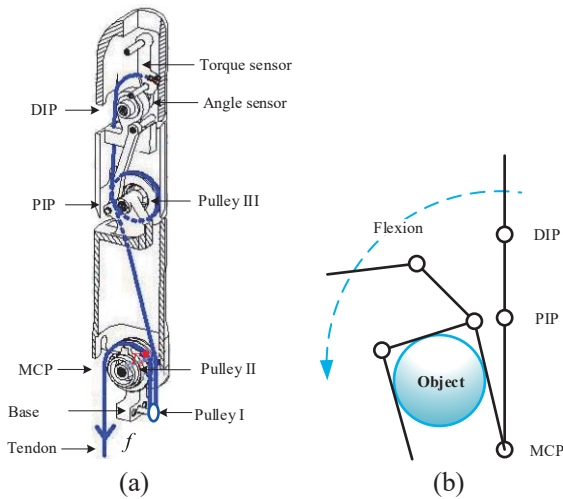 Torque sensor
Angle sensor
DIP
PIP
Pulley III
MCP
Pulley II
Base
Pulley I
Tendon
f
(a)
Flexion
DIP
PIP
Object
MCP
(b)